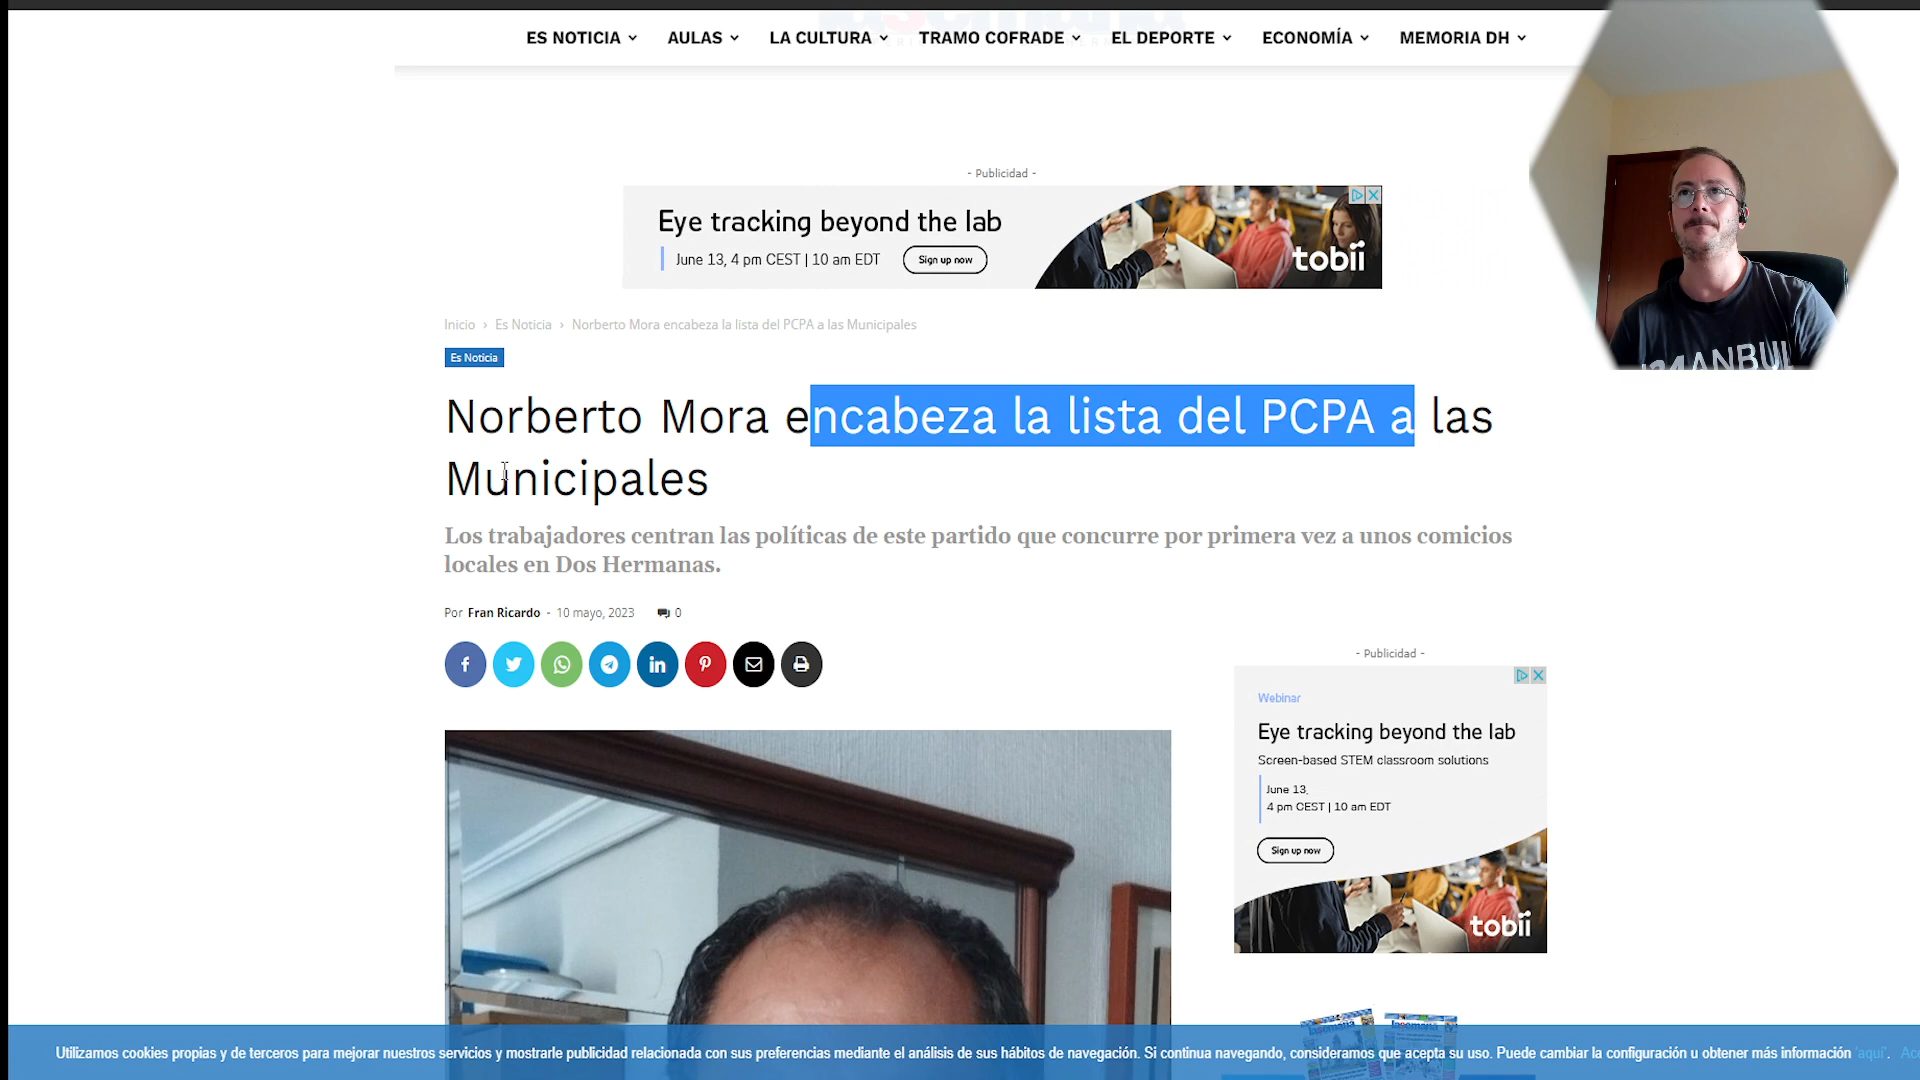 ES NOTICIA AULAS LA CULTURA TRAMO COFRADE EL DEPORTE ECONOMÍA MEMORIA DH
- Publicidad -
Eye tracking beyond the lab
June 13, 4 pm CEST | 10 am EDT Sign up now
tobii
Inicio › Es Noticia › Norberto Mora encabeza la lista del PCPA a las Municipales
Es Noticia
Norberto Mora encabeza la lista del PCPA a las
Municipales
Los trabajadores centran las políticas de este partido que concurre por primera vez a unos comicios
locales en Dos Hermanas.
Por Fran Ricardo - 10 mayo, 2023 0
- Publicidad -
Webinar
Eye tracking beyond the lab
Screen-based STEM classroom solutions
June 13,
4 pm CEST | 10 am EDT
Sign up now
tobii
lasemana lasemana
Utilizamos cookies propias y de terceros para mejorar nuestros servicios y mostrarle publicidad relacionada con sus preferencias mediante el análisis de sus hábitos de navegación. Si continua navegando, consideramos que acepta su uso. Puede cambiar la configuración u obtener más información 'aquí'.